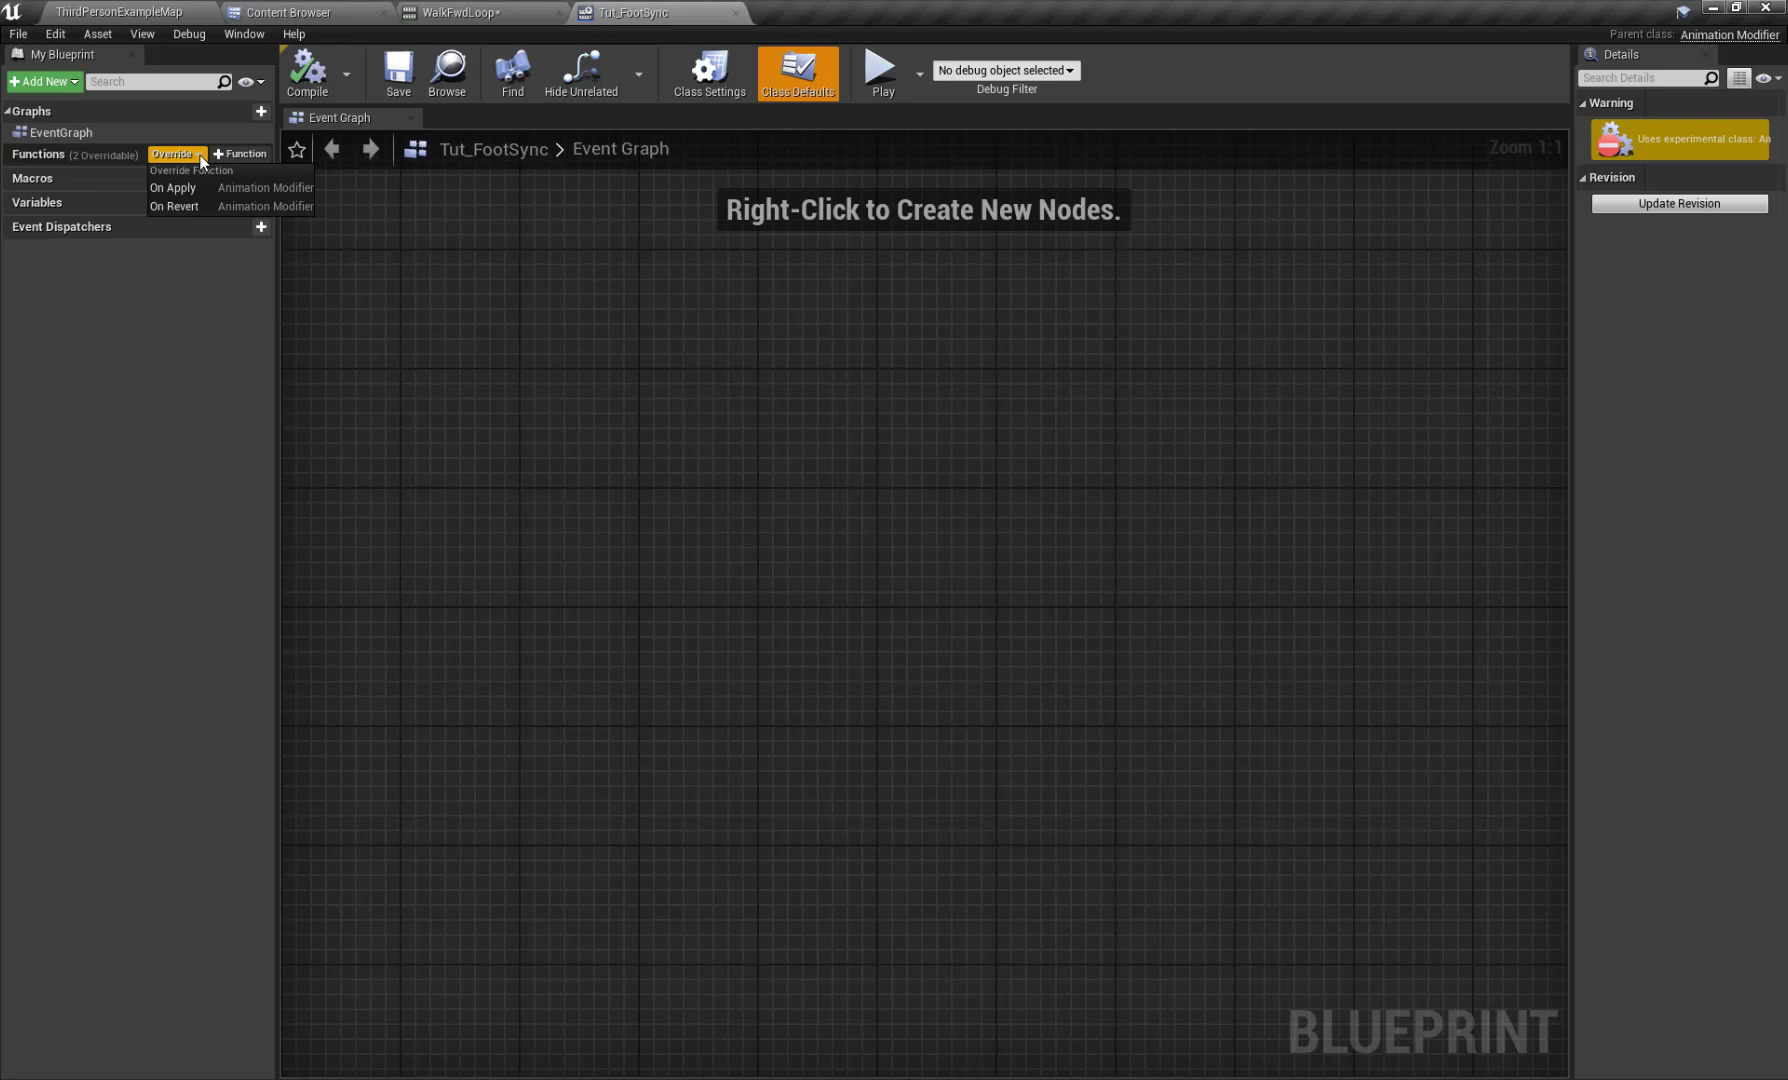 ThirdPersonExampleMap
Content Browser
WalkFwdLoop*
Tut_FootSync
File Edit Asset View Debug Window Help
Parent class: Animation Modifier
My Blueprint
Add New
Search
Compile
Save
Browse
Find
Hide Unrelated
Class Settings
Class Defaults
Play
No debug object selected
Debug Filter
Details
Search Details
Graphs
EventGraph
Functions (2 Overridable)
Override
Function
Override Function
On Apply Animation Modifier
On Revert Animation Modifier
Macros
Variables
Event Dispatchers
Event Graph
Tut_FootSync > Event Graph
Zoom 1:1
Right-Click to Create New Nodes.
BLUEPRINT
Warning
Uses experimental class: An
Revision
Update Revision